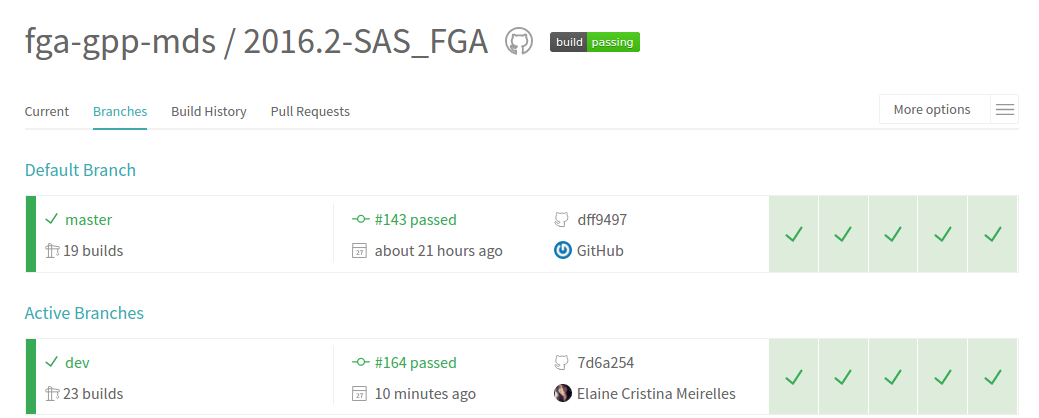 fga-gpp-mds / 2016.2-SAS_FGA build passing
Current Branches Build History Pull Requests More options
Default Branch
master #143 passed dff9497
19 builds 27 about 21 hours ago GitHub
Active Branches
dev #164 passed 7d6a254
23 builds 27 10 minutes ago Elaine Cristina Meirelles